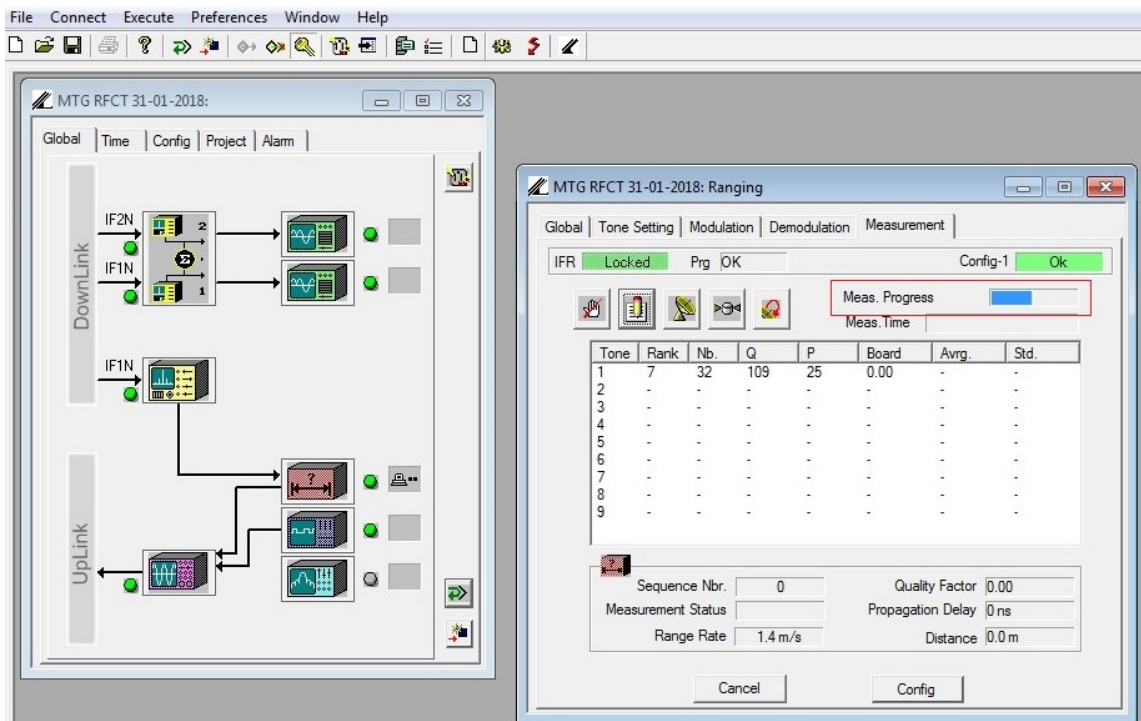 File Connect Execute Preferences Window Help
MTG RFCT 31-01-2018:
Global Time Config Project Alarm
DownLink
IF2N
2
IF1N
Σ
1
IF1N
?
UpLink
MTG RFCT 31-01-2018: Ranging
Global Tone Setting Modulation Demodulation Measurement
IFR Locked Prg OK Config-1 Ok
Meas. Progress
Meas.Time
Tone Rank Nb. Q P Board Avrg. Std.
1 7 32 109 25 0.00 - -
2 - - - - - - -
3 - - - - - - -
4 - - - - - - -
5 - - - - - - -
6 - - - - - - -
7 - - - - - - -
8 - - - - - - -
9 - - - - - - -
?
Sequence Nbr. 0 Quality Factor 0.00
Measurement Status Propagation Delay 0 ns
Range Rate 1.4 m/s Distance 0.0 m
Cancel Config